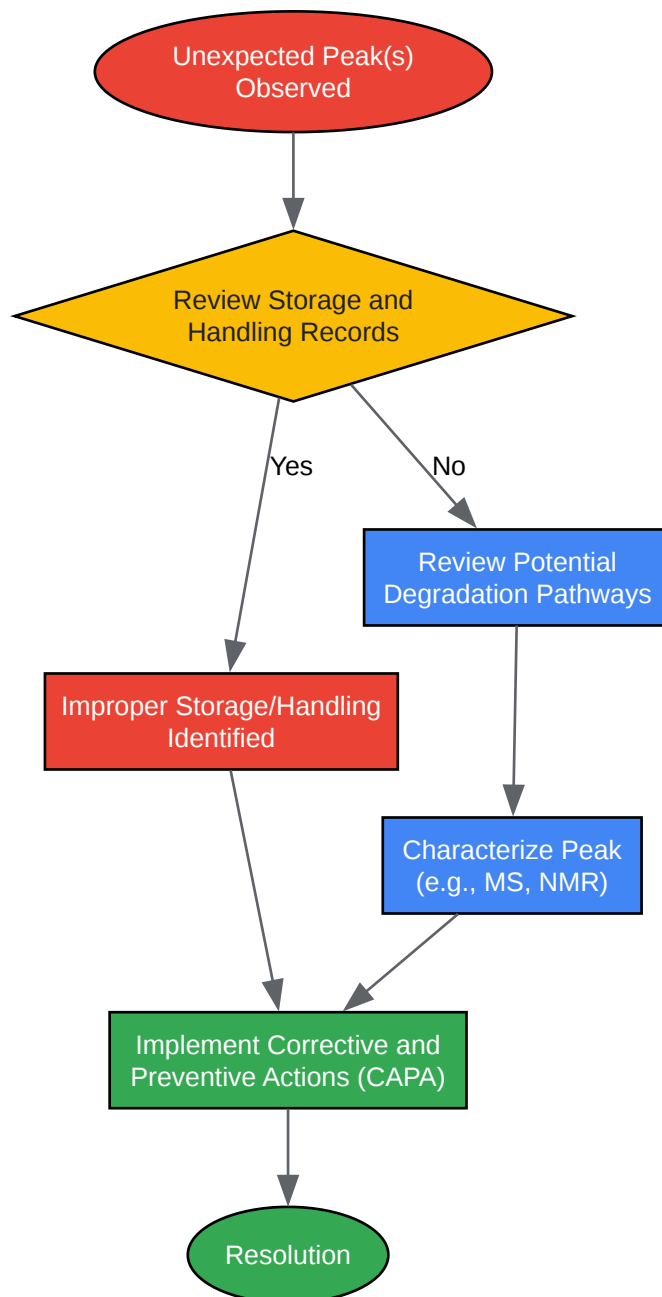 Unexpected Peak(s)
Observed
Review Storage and
Handling Records
Yes
No
Review Potential
Degradation Pathways
Improper Storage/Handling
Identified
Characterize Peak
(e.g., MS, NMR)
Implement Corrective and
Preventive Actions (CAPA)
Resolution